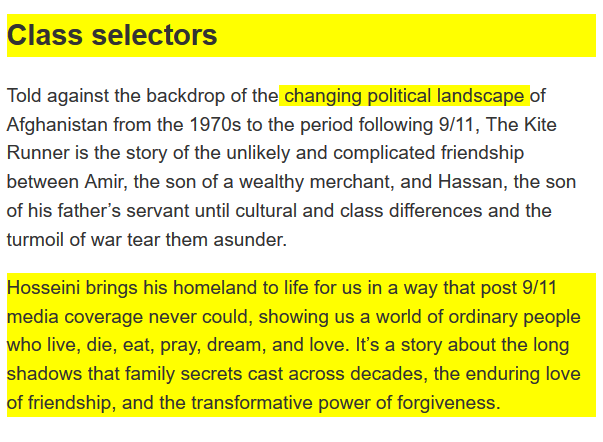 Class selectors
Told against the backdrop of the changing political landscape of
Afghanistan from the 1970s to the period following 9/11, The Kite
Runner is the story of the unlikely and complicated friendship
between Amir, the son of a wealthy merchant, and Hassan, the son
of his father’s servant until cultural and class differences and the
turmoil of war tear them asunder.
Hosseini brings his homeland to life for us in a way that post 9/11
media coverage never could, showing us a world of ordinary people
who live, die, eat, pray, dream, and love. It’s a story about the long
shadows that family secrets cast across decades, the enduring love
of friendship, and the transformative power of forgiveness.